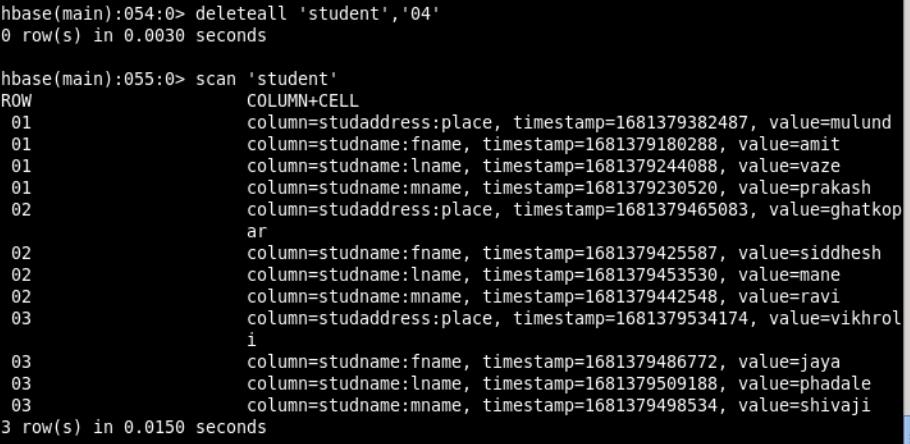 hbase(main):054:0> deleteall 'student','04'
0 row(s) in 0.0030 seconds
hbase(main):055:0> scan 'student'
ROW                    COLUMN+CELL
 01                    column=studaddress:place, timestamp=1681379382487, value=mulund
 01                    column=studname:fname, timestamp=1681379180288, value=amit
 01                    column=studname:lname, timestamp=1681379244088, value=vaze
 01                    column=studname:mname, timestamp=1681379230520, value=prakash
 02                    column=studaddress:place, timestamp=1681379465083, value=ghatkop
                       ar
 02                    column=studname:fname, timestamp=1681379425587, value=siddhesh
 02                    column=studname:lname, timestamp=1681379453530, value=mane
 02                    column=studname:mname, timestamp=1681379442548, value=ravi
 03                    column=studaddress:place, timestamp=1681379534174, value=vikhrol
                       i
 03                    column=studname:fname, timestamp=1681379486772, value=jaya
 03                    column=studname:lname, timestamp=1681379509188, value=phadale
 03                    column=studname:mname, timestamp=1681379498534, value=shivaji
3 row(s) in 0.0150 seconds